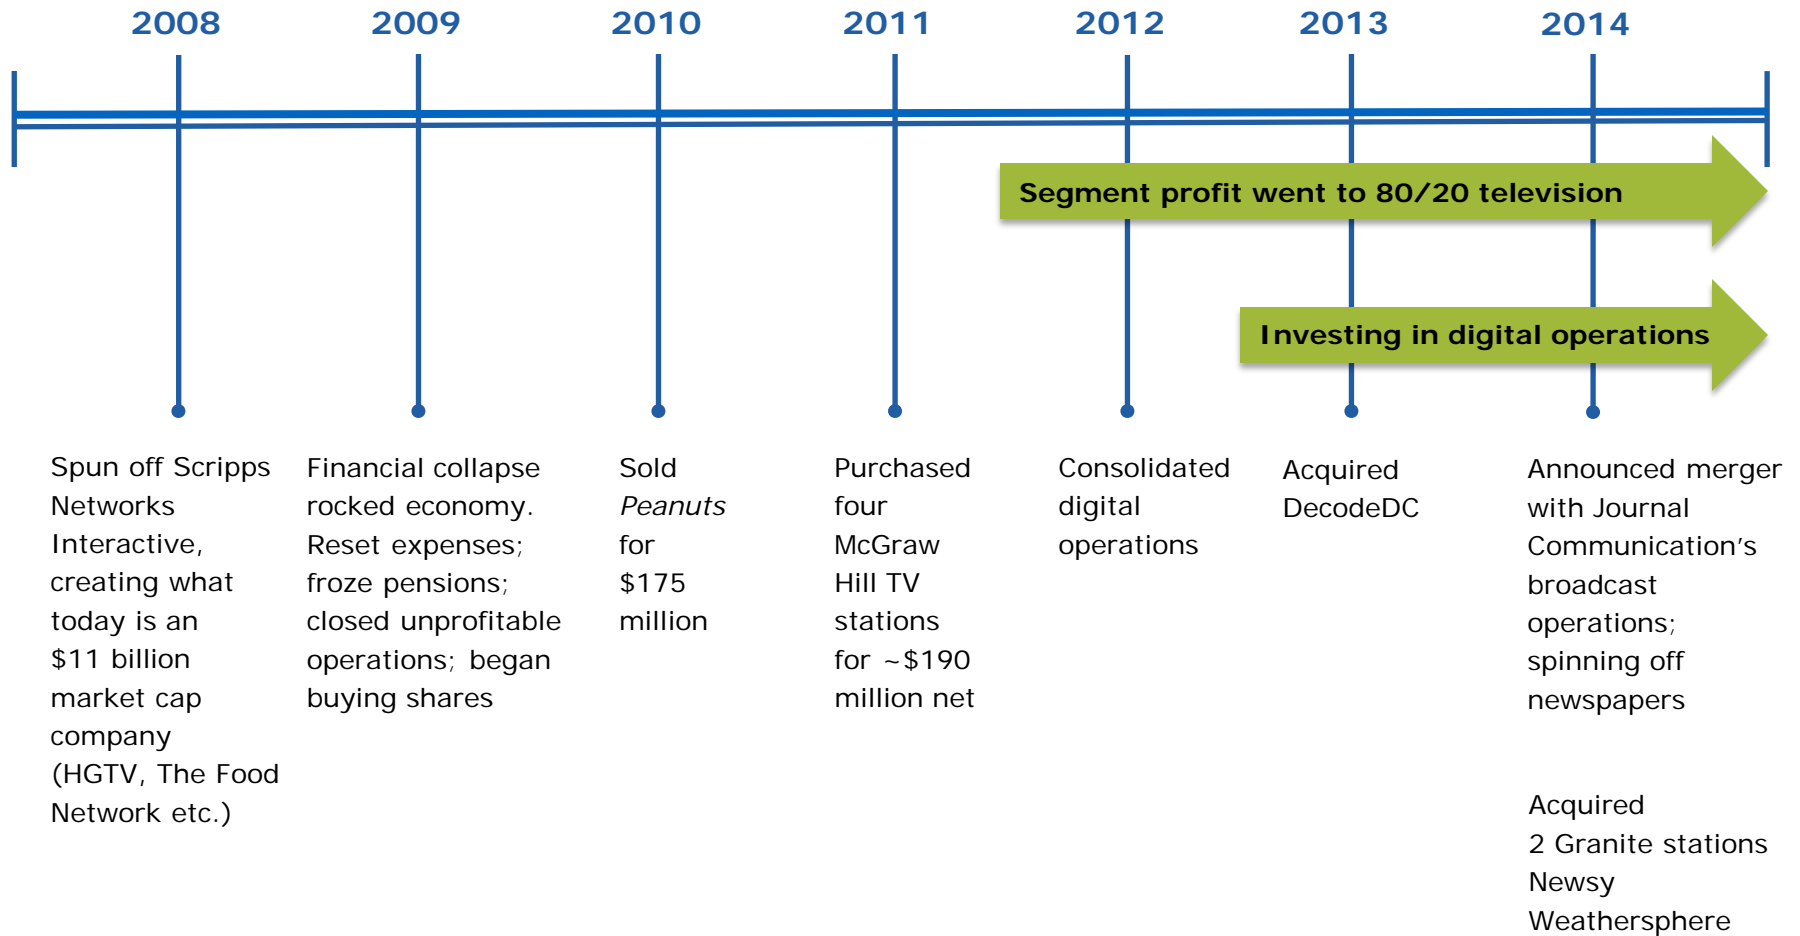 2008
2009
2010
2011
2012
2013
2014
Segment profit went to 80/20 television
Investing in digital operations
Spun off Scripps
Networks
Interactive,
creating what
today is an
$11 billion
market cap
company
(HGTV, The Food
Network etc.)
Financial collapse
rocked economy.
Reset expenses;
froze pensions;
closed unprofitable
operations; began
buying shares
Sold
Peanuts
for
$175
million
Purchased
four
McGraw
Hill TV
stations
for ~$190
million net
Consolidated
digital
operations
Acquired
DecodeDC
Announced merger
with Journal
Communication’s
broadcast
operations;
spinning off
newspapers
Acquired
2 Granite stations
Newsy
Weathersphere